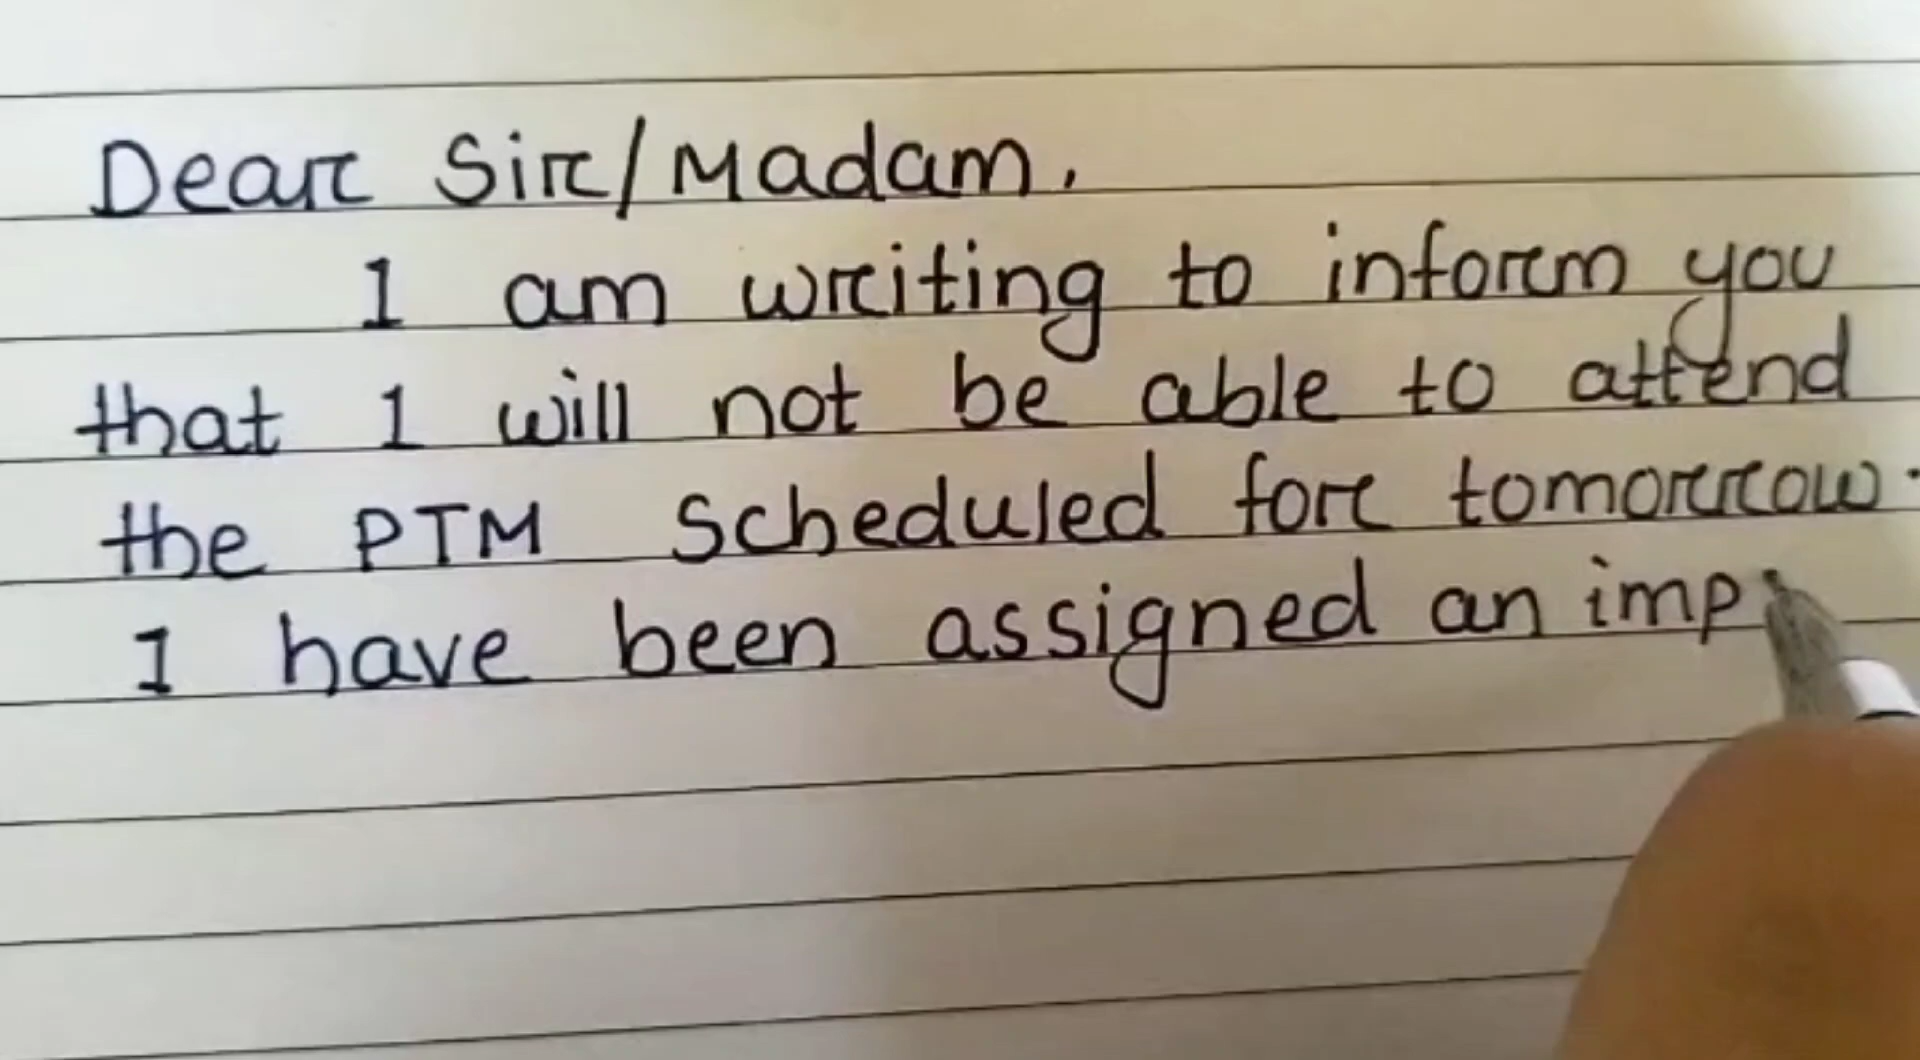 Dear Sir/Madam,
I am writing to inform you
that I will not be able to attend
the PTM Scheduled for tomorrow.
I have been assigned an imp